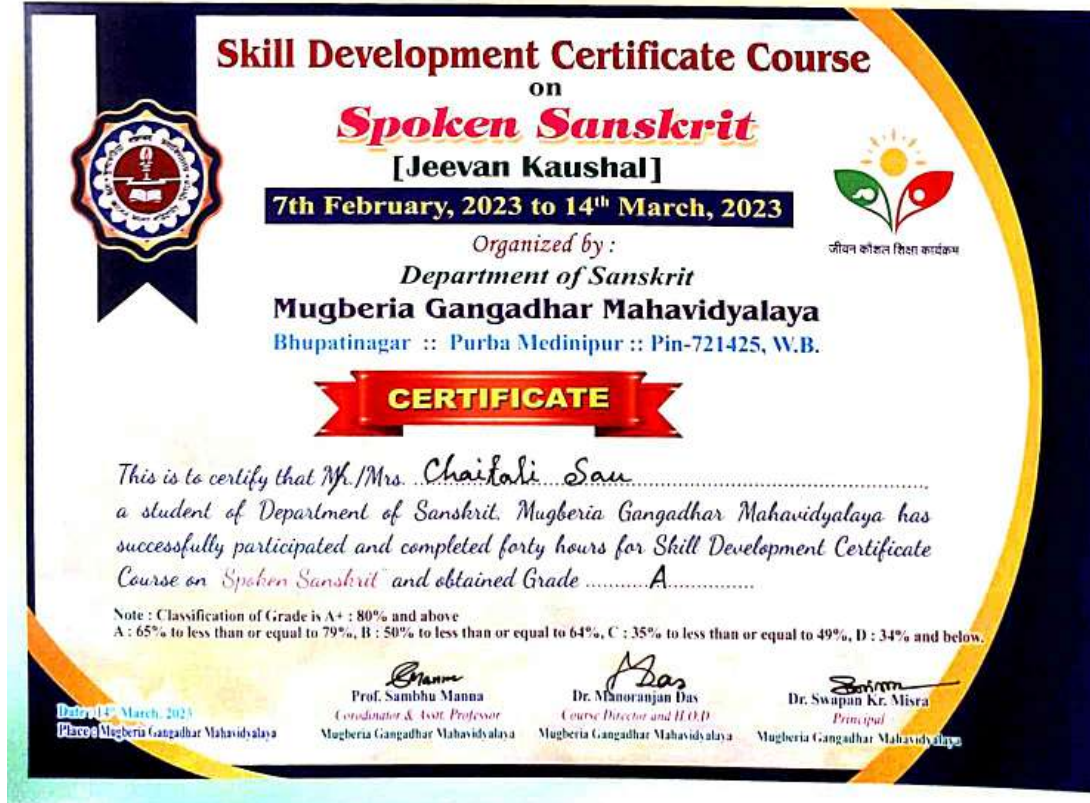 Skill Development Certificate Course
on
Spoken Sanskrit
[Jeevan Kaushal]
7th February, 2023 to 14th March, 2023
जीवन कौशल शिक्षा कार्यक्रम
Organized by :
Department of Sanskrit
Mugberia Gangadhar Mahavidyalaya
Bhupatinagar :: Purba Medinipur :: Pin-721425, W.B.
CERTIFICATE
This is to certify that Mr./Mrs. Chaitali Sau
a student of Department of Sanskrit, Mugberia Gangadhar Mahavidyalaya has
successfully participated and completed forty hours for Skill Development Certificate
Course on "Spoken Sanskrit" and obtained Grade ..........A..............
Note : Classification of Grade is A+ : 80% and above
A : 65% to less than or equal to 79%, B : 50% to less than or equal to 64%, C : 35% to less than or equal to 49%, D : 34% and below.
Manna
Das
Prof. Sambhu Manna
Dr. Manoranjan Das
Dr. Swapan Kr. Misra
Date : 14th March, 2023
Corodinator & Asst. Professor
Course Director and H.O.D
Principal
Place : Mugberia Gangadhar Mahavidyalaya
Mugberia Gangadhar Mahavidyalaya
Mugberia Gangadhar Mahavidyalaya
Mugberia Gangadhar Mahavidyalaya